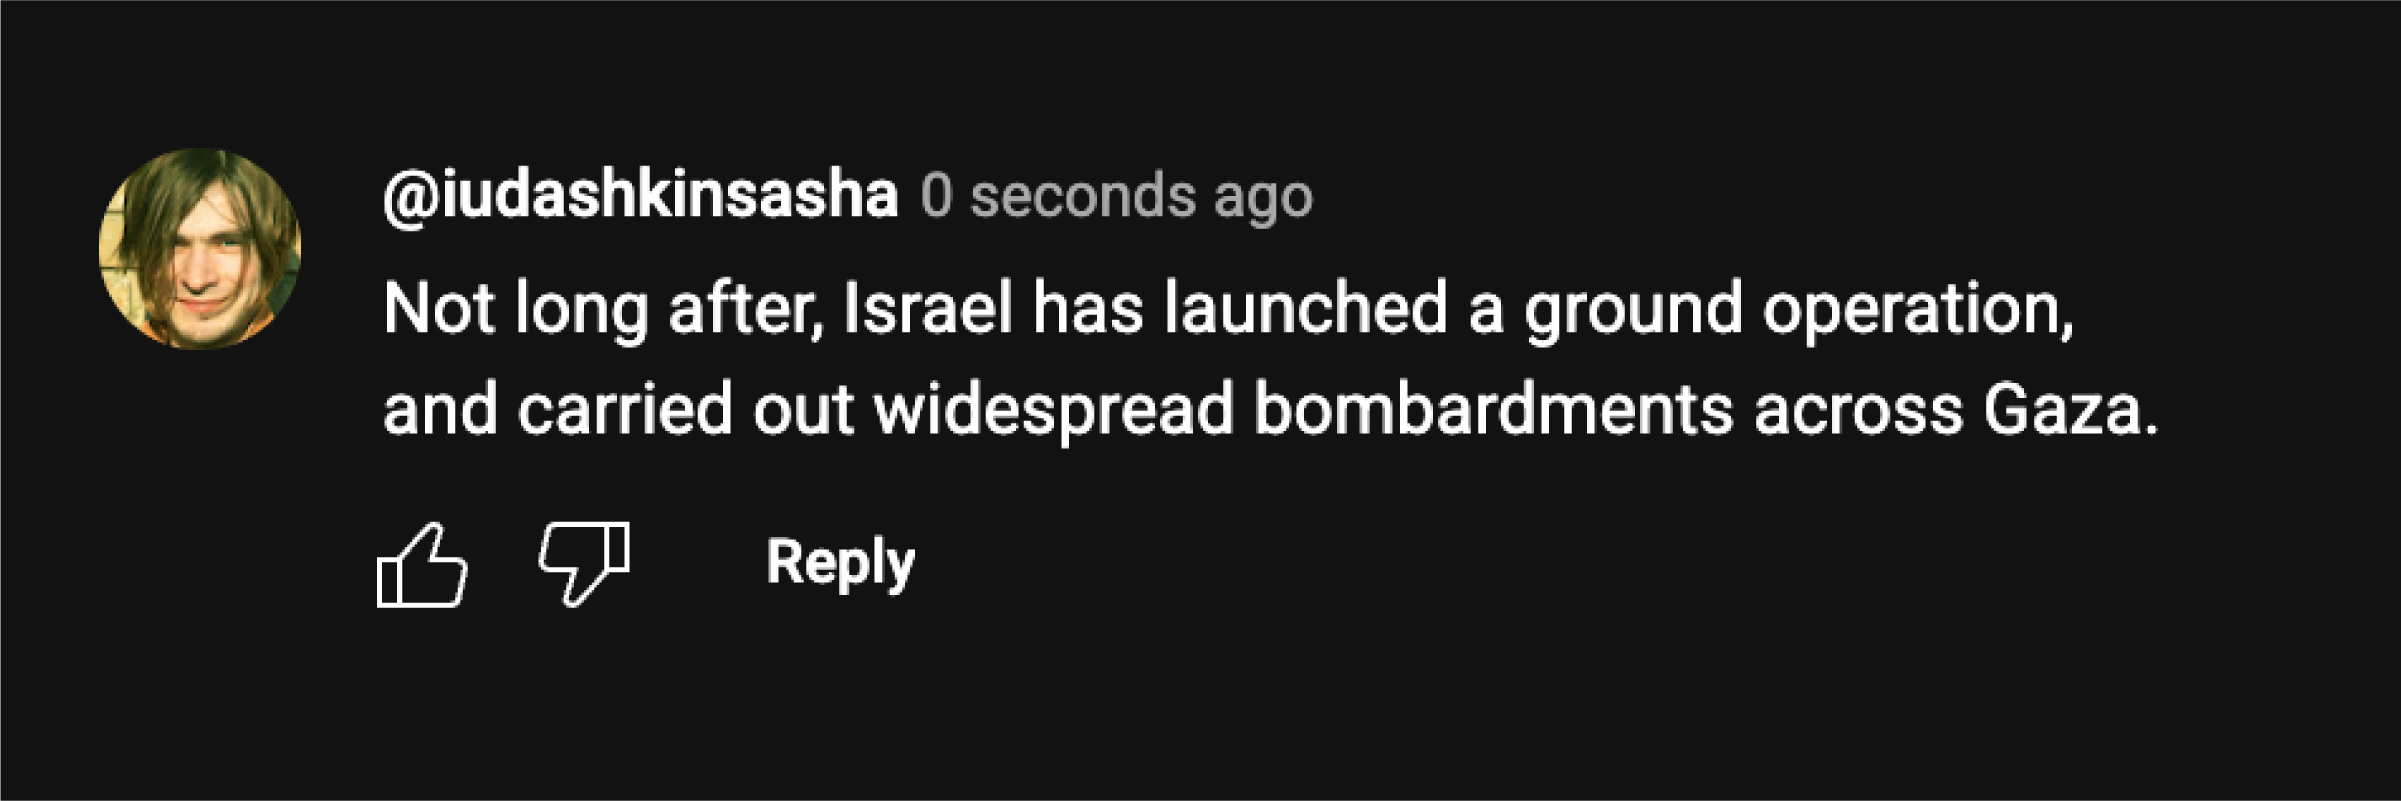 @iudashkinsasha 0 seconds ago
Not long after, Israel has launched a ground operation,
and carried out widespread bombardments across Gaza.
Reply